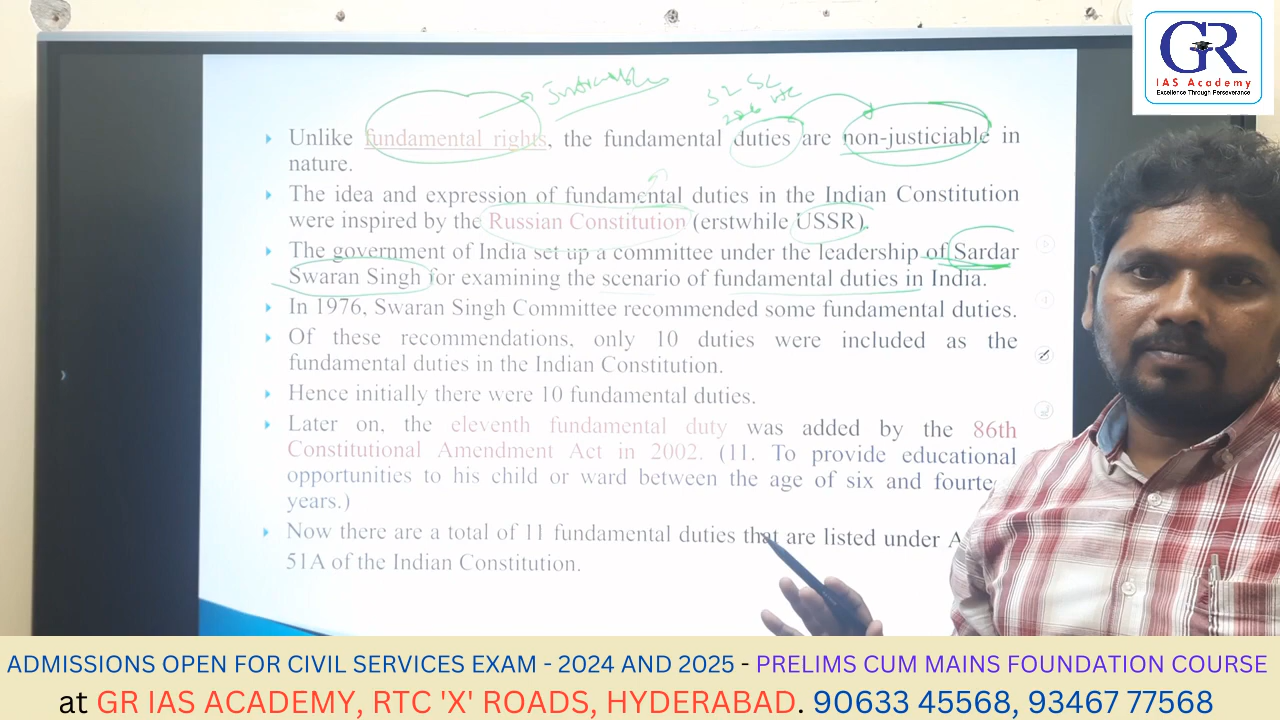 GR
IAS Academy
Excellence Through Perseverance
Justiciable
32 SC
226 HC
Unlike fundamental rights, the fundamental duties are non-justiciable in
nature.
The idea and expression of fundamental duties in the Indian Constitution
were inspired by the Russian Constitution (erstwhile USSR).
The government of India set up a committee under the leadership of Sardar
Swaran Singh for examining the scenario of fundamental duties in India.
In 1976, Swaran Singh Committee recommended some fundamental duties.
Of these recommendations, only 10 duties were included as the
fundamental duties in the Indian Constitution.
Hence initially there were 10 fundamental duties.
Later on, the eleventh fundamental duty was added by the 86th
Constitutional Amendment Act in 2002. (11. To provide educational
opportunities to his child or ward between the age of six and fourte
years.)
Now there are a total of 11 fundamental duties that are listed under A
51A of the Indian Constitution.
ADMISSIONS OPEN FOR CIVIL SERVICES EXAM - 2024 AND 2025 - PRELIMS CUM MAINS FOUNDATION COURSE
at GR IAS ACADEMY, RTC 'X' ROADS, HYDERABAD. 90633 45568, 93467 77568